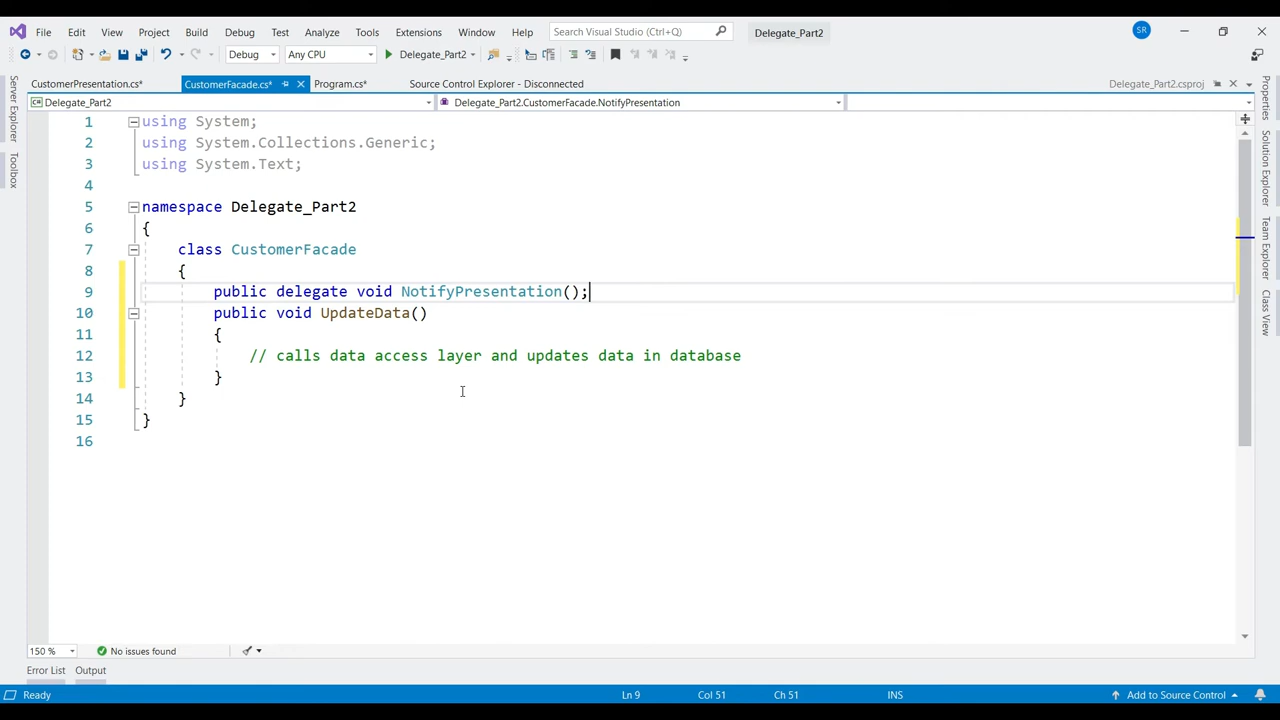 File Edit View Project Build Debug Test Analyze Tools Extensions Window Help Search Visual Studio (Ctrl+Q) Delegate_Part2 SR
Debug Any CPU Delegate_Part2
CustomerPresentation.cs* CustomerFacade.cs* Program.cs* Source Control Explorer - Disconnected Delegate_Part2.csproj
Delegate_Part2 Delegate_Part2.CustomerFacade.NotifyPresentation
Server Explorer
Toolbox
1 using System;
2 using System.Collections.Generic;
3 using System.Text;
4
5 namespace Delegate_Part2
6 {
7 class CustomerFacade
8 {
9 public delegate void NotifyPresentation();
10 public void UpdateData()
11 {
12 // calls data access layer and updates data in database
13 }
14 }
15 }
16
Properties
Solution Explorer
Team Explorer
Class View
150 % No issues found
Error List Output
Ready Ln 9 Col 51 Ch 51 INS Add to Source Control